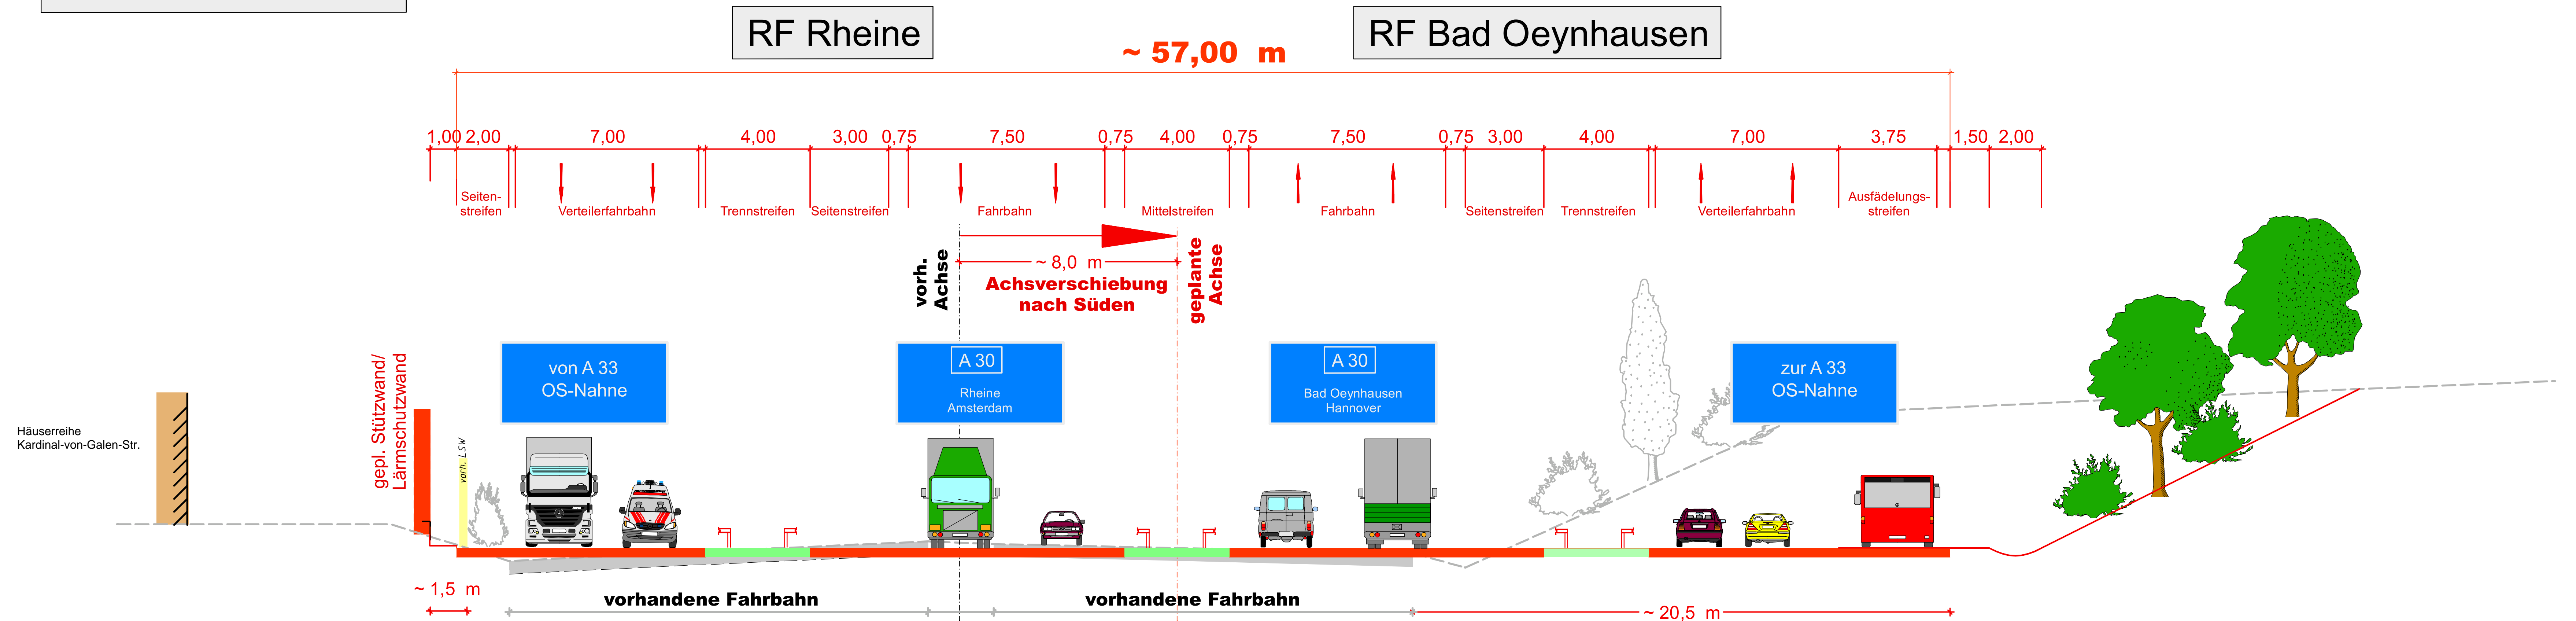 RF Rheine
RF Bad Oeynhausen
~ 57,00 m
1,00 2,00 7,00 4,00 3,00 0,75 7,50 0,75 4,00 0,75 7,50 0,75 3,00 4,00 7,00 3,75 1,50 2,00
Seiten-
streifen
Verteilerfahrbahn
Trennstreifen
Seitenstreifen
Fahrbahn
Mittelstreifen
Fahrbahn
Seitenstreifen
Trennstreifen
Verteilerfahrbahn
Ausfädelungs-
streifen
vorh.
Achse
~ 8,0 m
Achsverschiebung
nach Süden
geplante
Achse
von A 33
OS-Nahne
A 30
Rheine
Amsterdam
A 30
Bad Oeynhausen
Hannover
zur A 33
OS-Nahne
Häuserreihe
Kardinal-von-Galen-Str.
gepl. Stützwand/
Lärmschutzwand
vorh. LSW
~ 1,5 m
vorhandene Fahrbahn
vorhandene Fahrbahn
~ 20,5 m